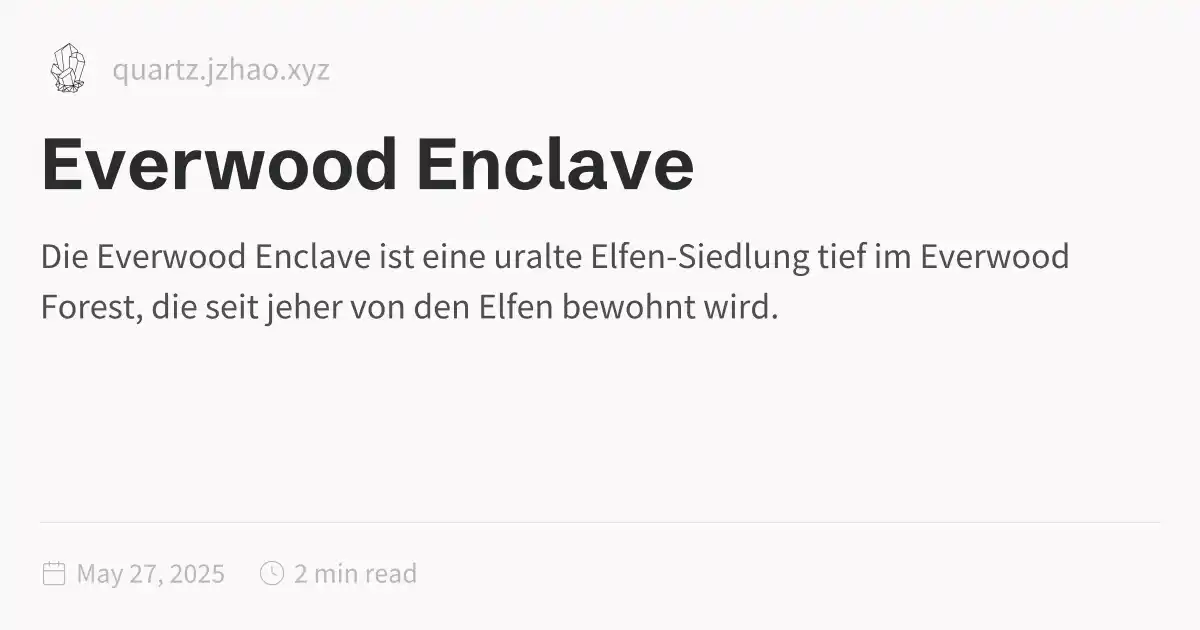 quartz.jzhao.xyz
Everwood Enclave
Die Everwood Enclave ist eine uralte Elfen-Siedlung tief im Everwood
Forest, die seit jeher von den Elfen bewohnt wird.
May 27, 2025 2 min read